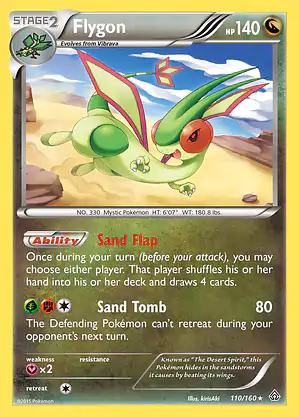 STAGE2 Flygon HP140
Evolves from Vibrava
NO. 330 Mystic Pokémon HT: 6'07" WT: 180.8 lbs.
Ability Sand Flap
Once during your turn (before your attack), you may
choose either player. That player shuffles his or her
hand into his or her deck and draws 4 cards.
Sand Tomb 80
The Defending Pokémon can't retreat during your
opponent's next turn.
weakness resistance
×2
retreat
Known as "The Desert Spirit," this
Pokémon hides in the sandstorms
it causes by beating its wings.
©2015 Pokémon Illus. kirisAki 110/160 ★